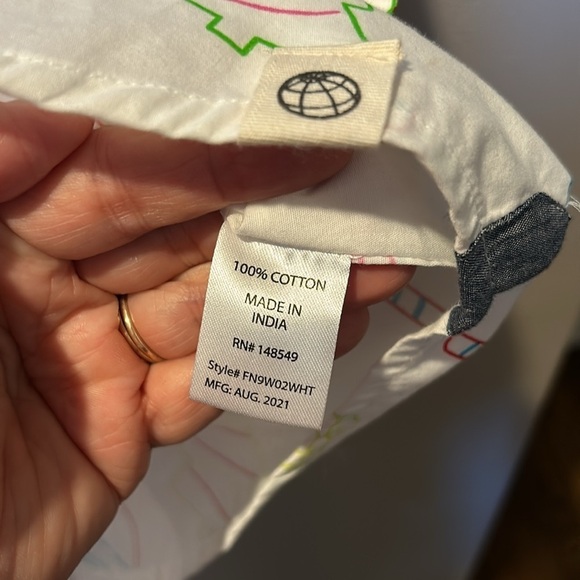 100% COTTON
MADE IN
INDIA
RN# 148549
Style# FN9W02WHT
MFG: AUG. 2021